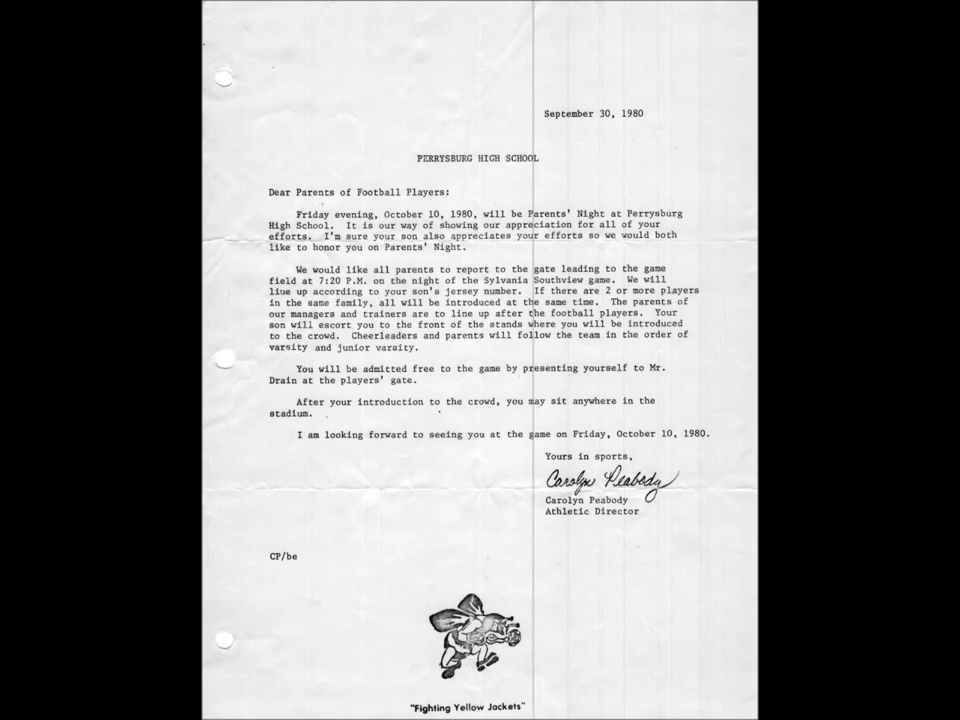 September 30, 1980
PERRYSBURG HIGH SCHOOL
Dear Parents of Football Players:
Friday evening, October 10, 1980, will be Parents' Night at Perrysburg
High School. It is our way of showing our appreciation for all of your
efforts. I'm sure your son also appreciates your efforts so we would both
like to honor you on Parents' Night.
We would like all parents to report to the gate leading to the game
field at 7:20 P.M. on the night of the Sylvania Southview game. We will
line up according to your son's jersey number. If there are 2 or more players
in the same family, all will be introduced at the same time. The parents of
our managers and trainers are to line up after the football players. Your
son will escort you to the front of the stands where you will be introduced
to the crowd. Cheerleaders and parents will follow the team in the order of
varsity and junior varsity.
You will be admitted free to the game by presenting yourself to Mr.
Drain at the players' gate.
After your introduction to the crowd, you may sit anywhere in the
stadium.
I am looking forward to seeing you at the game on Friday, October 10, 1980.
Yours in sports,
Carolyn Peabody
Carolyn Peabody
Athletic Director
CP/be
"Fighting Yellow Jackets"